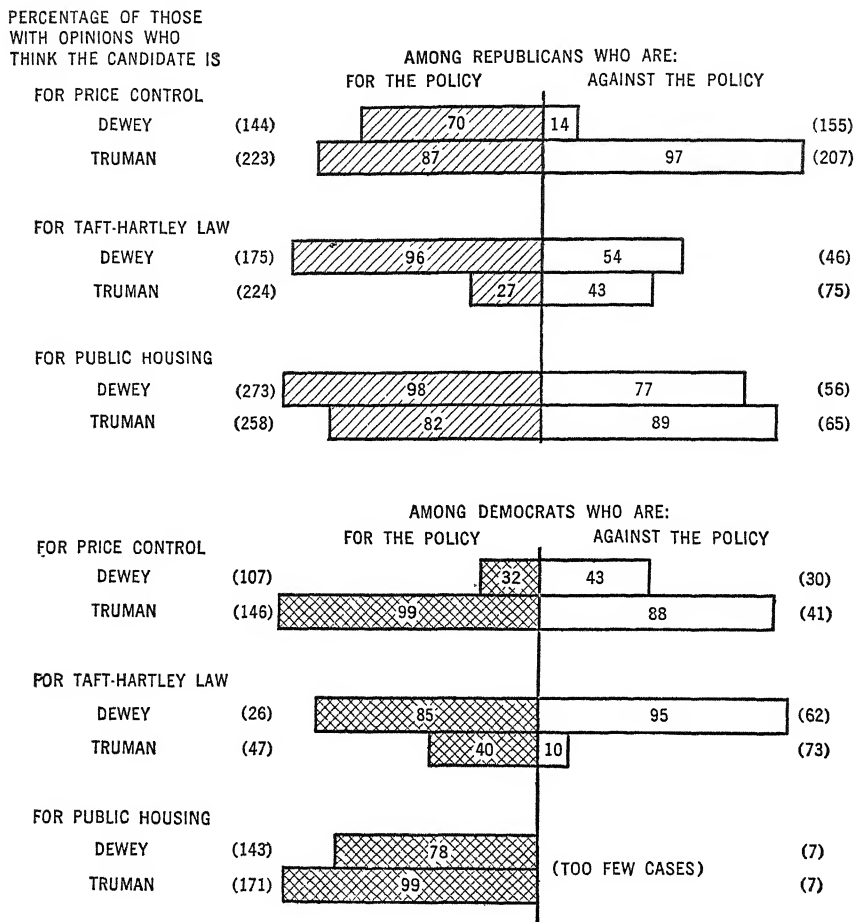 PERCENTAGE OF THOSE
WITH OPINIONS WHO
THINK THE CANDIDATE IS
AMONG REPUBLICANS WHO ARE:
FOR THE POLICY AGAINST THE POLICY
FOR PRICE CONTROL
DEWEY (144) 70 14 (155)
TRUMAN (223) 87 97 (207)
FOR TAFT-HARTLEY LAW
DEWEY (175) 96 54 (46)
TRUMAN (224) 27 43 (75)
FOR PUBLIC HOUSING
DEWEY (273) 98 77 (56)
TRUMAN (258) 82 89 (65)
AMONG DEMOCRATS WHO ARE:
FOR THE POLICY AGAINST THE POLICY
FOR PRICE CONTROL
DEWEY (107) 32 43 (30)
TRUMAN (146) 99 88 (41)
FOR TAFT-HARTLEY LAW
DEWEY (26) 85 95 (62)
TRUMAN (47) 40 10 (73)
FOR PUBLIC HOUSING
DEWEY (143) 78 (7)
(TOO FEW CASES)
TRUMAN (171) 99 (7)